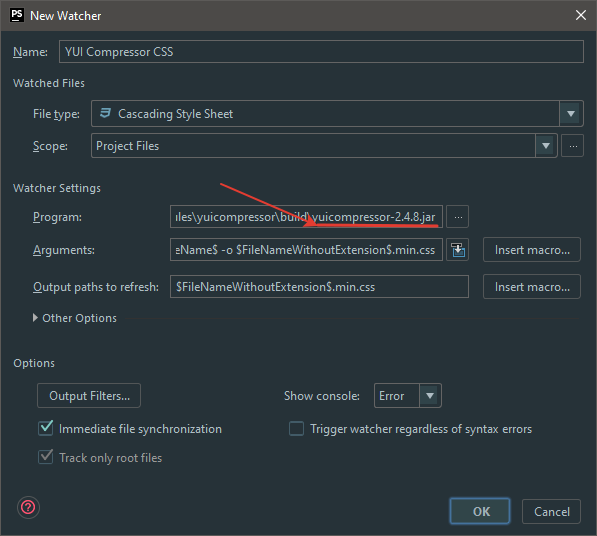 PS New Watcher
Name: YUI Compressor CSS
Watched Files
File type: Cascading Style Sheet
Scope: Project Files ...
Watcher Settings
Program: ules\yuicompressor\build\yuicompressor-2.4.8.jar ...
Arguments: eName$ -o $FileNameWithoutExtension$.min.css Insert macro...
Output paths to refresh: $FileNameWithoutExtension$.min.css Insert macro...
Other Options
Options
Output Filters... Show console: Error
Immediate file synchronization Trigger watcher regardless of syntax errors
Track only root files
? OK Cancel